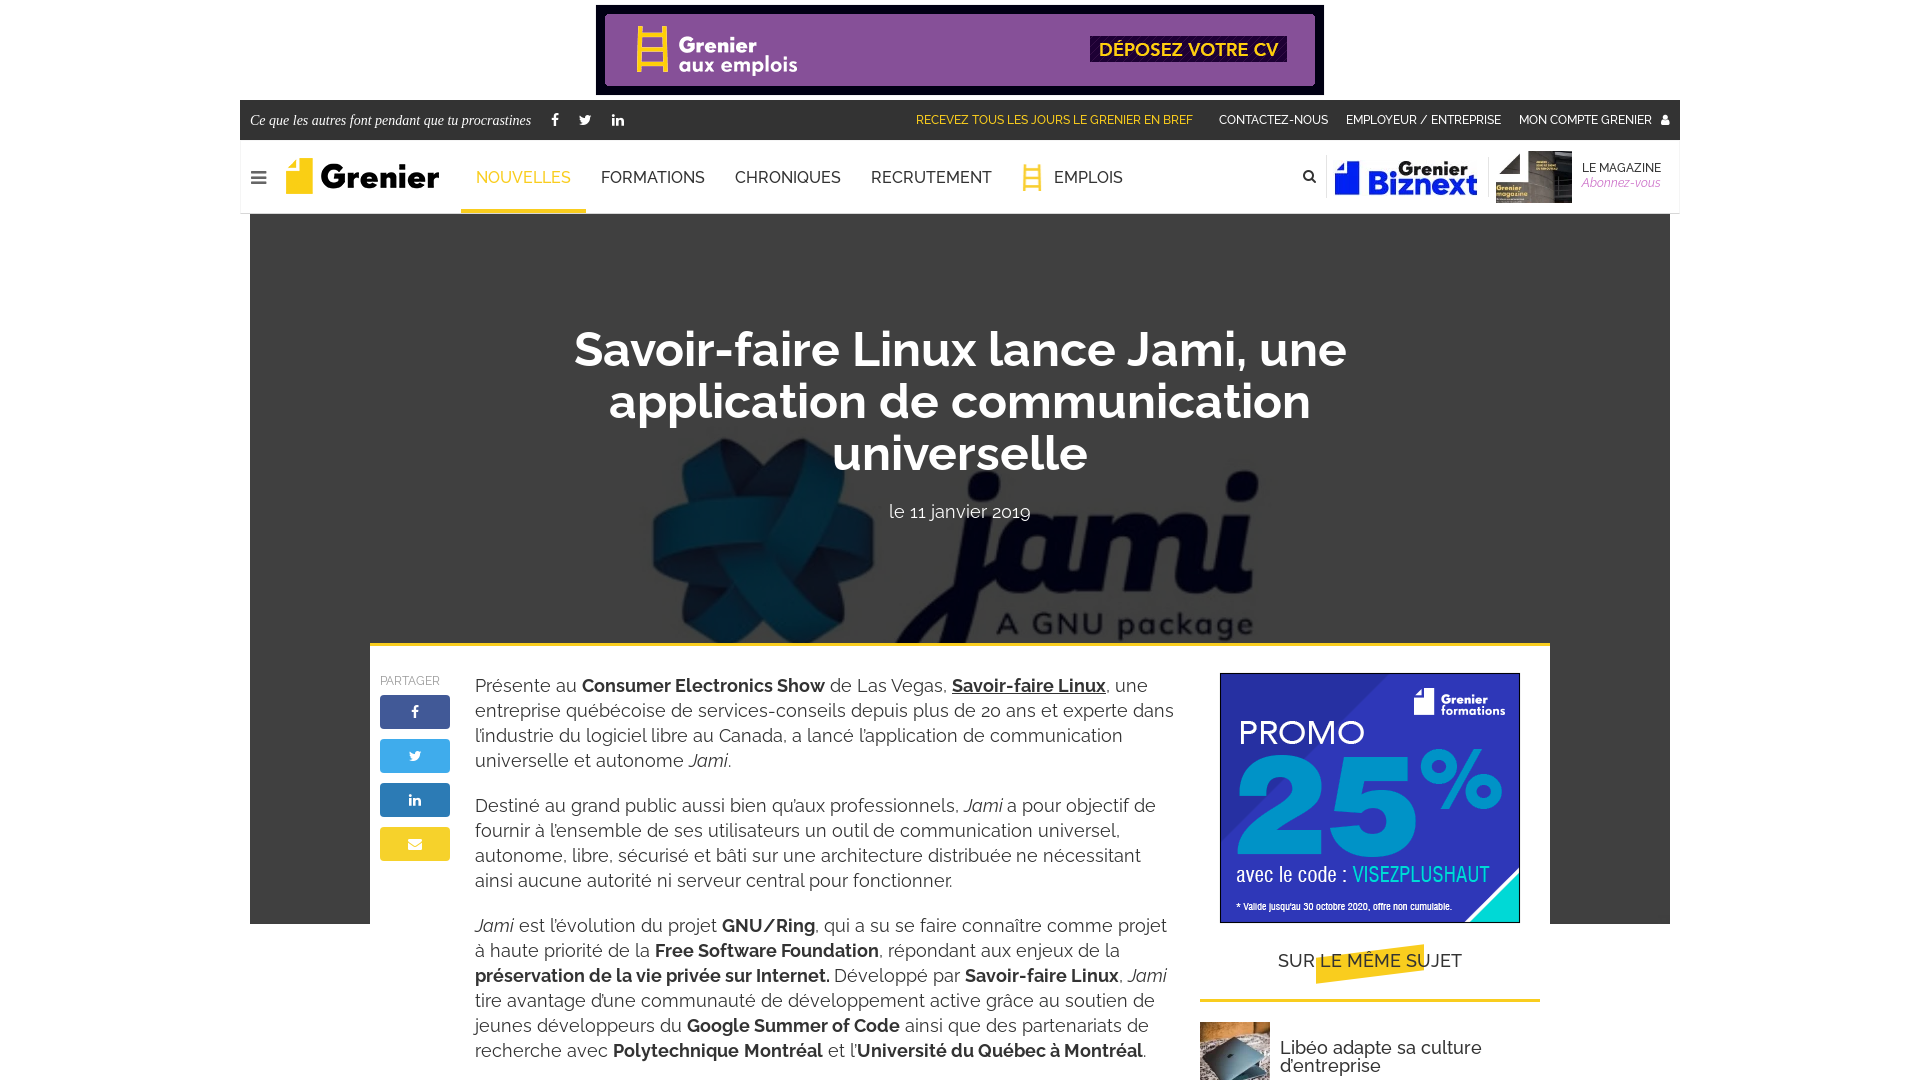 Grenier
aux emplois
DÉPOSEZ VOTRE CV
Ce que les autres font pendant que tu procrastines
RECEVEZ TOUS LES JOURS LE GRENIER EN BREF
CONTACTEZ-NOUS
EMPLOYEUR / ENTREPRISE
MON COMPTE GRENIER
Grenier
NOUVELLES
FORMATIONS
CHRONIQUES
RECRUTEMENT
EMPLOIS
Grenier
Biznext
Grenier
magazine
LE MAGAZINE
Abonnez-vous
Savoir-faire Linux lance Jami, une
application de communication
universelle
le 11 janvier 2019
jami
A GNU package
PARTAGER
Présente au Consumer Electronics Show de Las Vegas, Savoir-faire Linux, une
entreprise québécoise de services-conseils depuis plus de 20 ans et experte dans
l'industrie du logiciel libre au Canada, a lancé l'application de communication
universelle et autonome Jami.
Destiné au grand public aussi bien qu'aux professionnels, Jami a pour objectif de
fournir à l'ensemble de ses utilisateurs un outil de communication universel,
autonome, libre, sécurisé et bâti sur une architecture distribuée ne nécessitant
ainsi aucune autorité ni serveur central pour fonctionner.
Jami est l'évolution du projet GNU/Ring, qui a su se faire connaître comme projet
à haute priorité de la Free Software Foundation, répondant aux enjeux de la
préservation de la vie privée sur Internet. Développé par Savoir-faire Linux, Jami
tire avantage d'une communauté de développement active grâce au soutien de
jeunes développeurs du Google Summer of Code ainsi que des partenariats de
recherche avec Polytechnique Montréal et l'Université du Québec à Montréal.
Grenier
formations
PROMO
25%
avec le code : VISEZPLUSHAUT
* Valide jusqu'au 30 octobre 2020, offre non cumulable.
SUR LE MÊME SUJET
Libéo adapte sa culture
d'entreprise